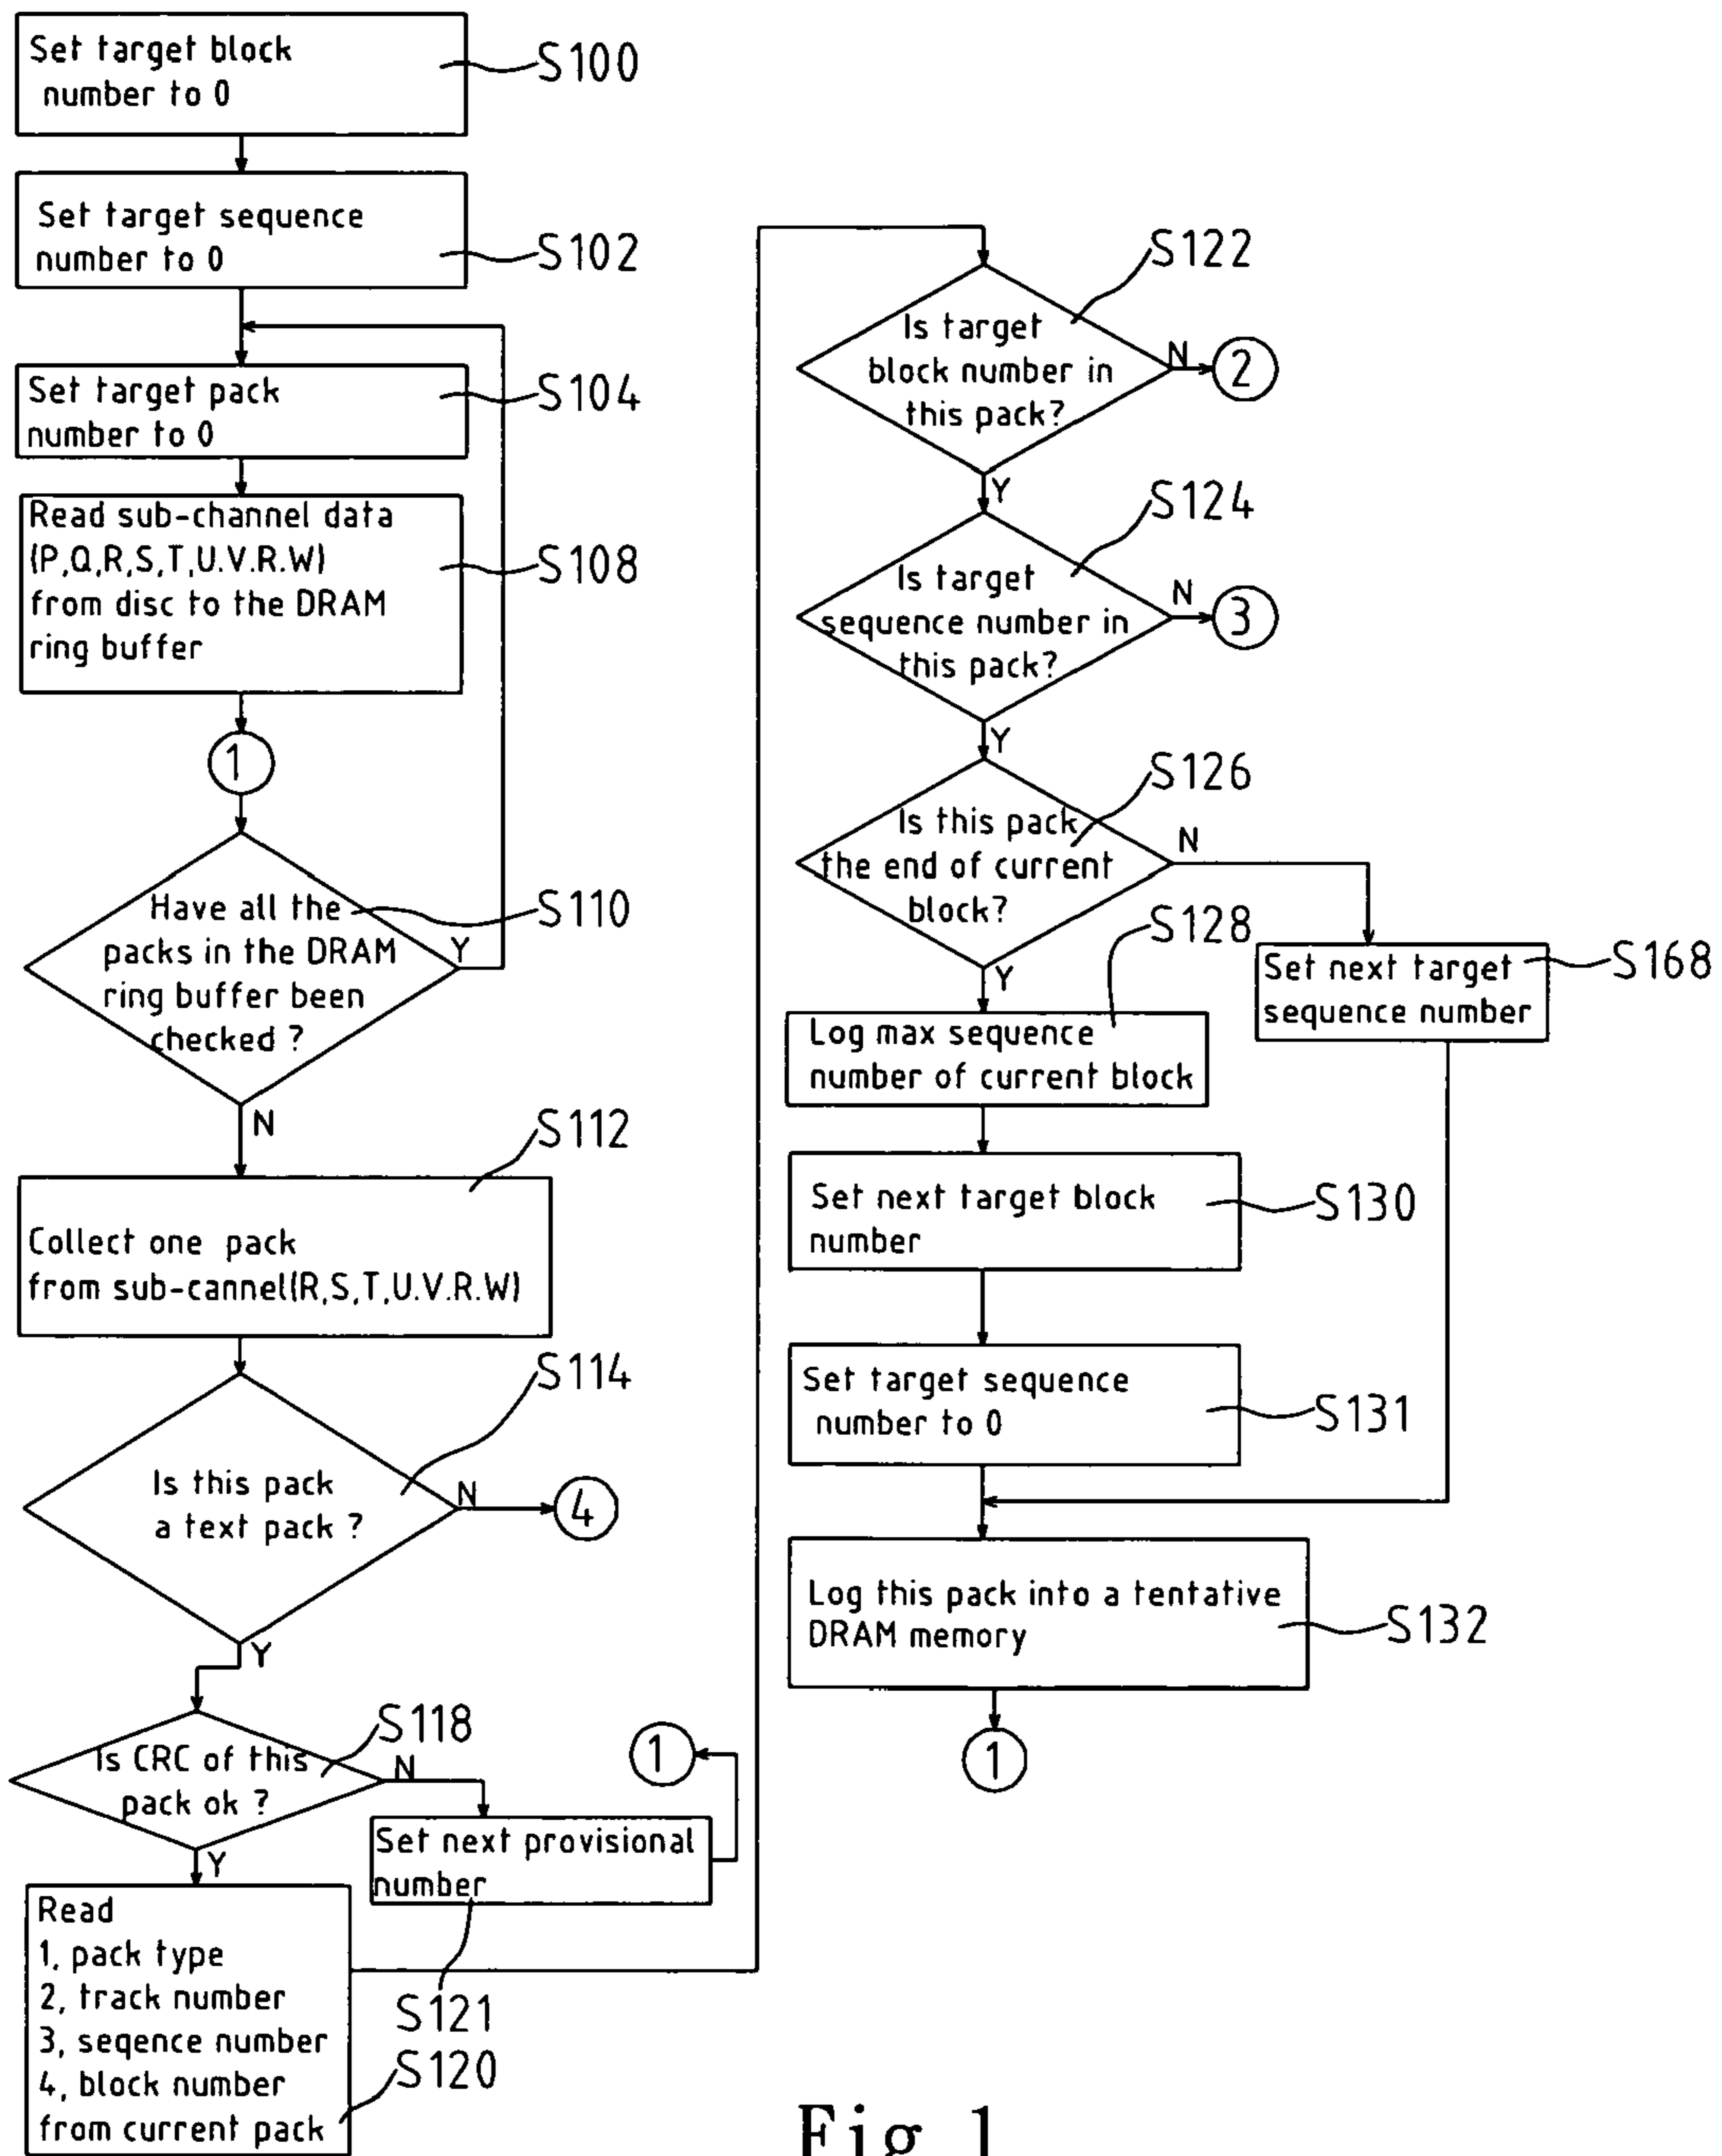 Set target block
number to 0
S100
Set target sequence
number to 0
S102
Set target pack
number to 0
S104
Read sub-channel data
(P,Q,R,S,T,U.V.R.W)
from disc to the DRAM
ring buffer
S108
1
Have all the
packs in the DRAM
ring buffer been
checked ?
S110
Y
N
S112
Collect one pack
from sub-cannel(R,S,T,U.V.R.W)
S114
Is this pack
a text pack ?
N
4
Y
S118
Is CRC of this
pack ok ?
N
1
Set next provisional
number
S121
Y
Read
1, pack type
2, track number
3, seqence number
4, block number
from current pack
S120
S122
Is target
block number in
this pack?
N
2
Y
S124
Is target
sequence number in
this pack?
N
3
Y
S126
Is this pack
the end of current
block?
N
Set next target
sequence number
S168
Y
S128
Log max sequence
number of current block
Set next target block
number
S130
Set target sequence
number to 0
S131
Log this pack into a tentative
DRAM memory
S132
1
Fig 1